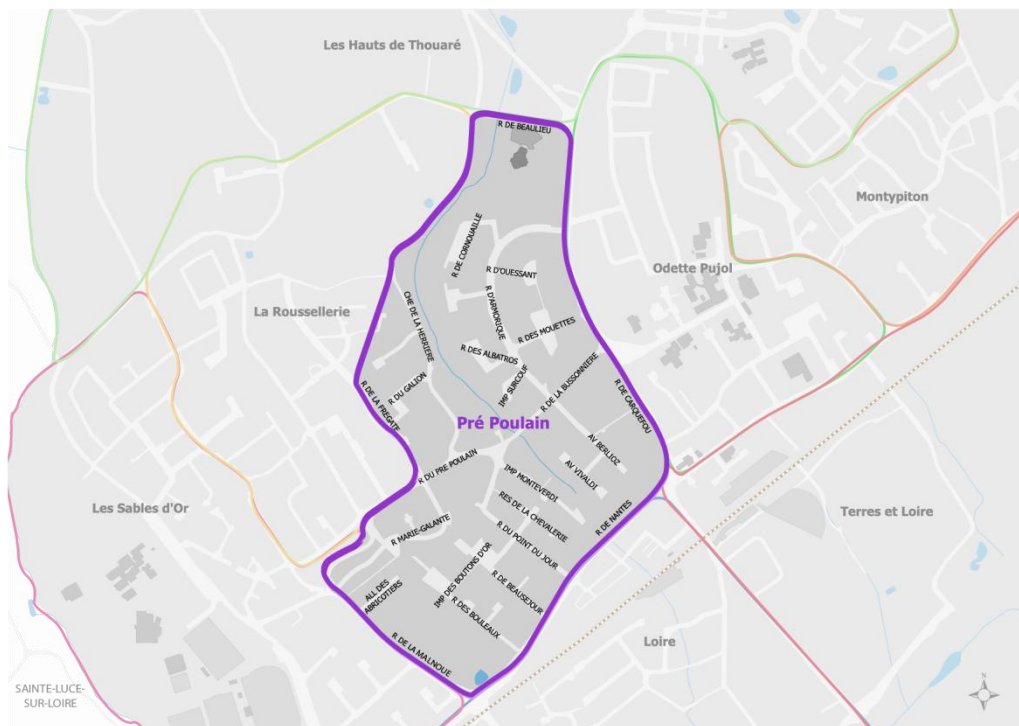 Les Hauts de Thouaré
R DE BEAULIEU
Montypiton
R DE CORNOUAILLE
R D'OUESSANT
Odette Pujol
R D'ARMORIQUE
CHE DE LA HERRIERE
La Roussellerie
R DES MOUETTES
R DES ALBATROS
IMP SURCOUF
R DE LA BUISSONNIERE
R DE CARQUEFOU
R DU GALION
R DE LA FREGATE
Pré Poulain
AV BERLIOZ
AV VIVALDI
R DU PRE POULAIN
IMP MONTEVERDI
RES DE LA CHEVALERIE
R DE NANTES
Les Sables d'Or
Terres et Loire
R MARIE-GALANTE
R DU POINT DU JOUR
IMP DES BOUTONS D'OR
R DE BEAUSEJOUR
ALL DES
ABRICOTIERS
R DES BOULEAUX
R DE LA MALNOUE
Loire
SAINTE-LUCE-
SUR-LOIRE